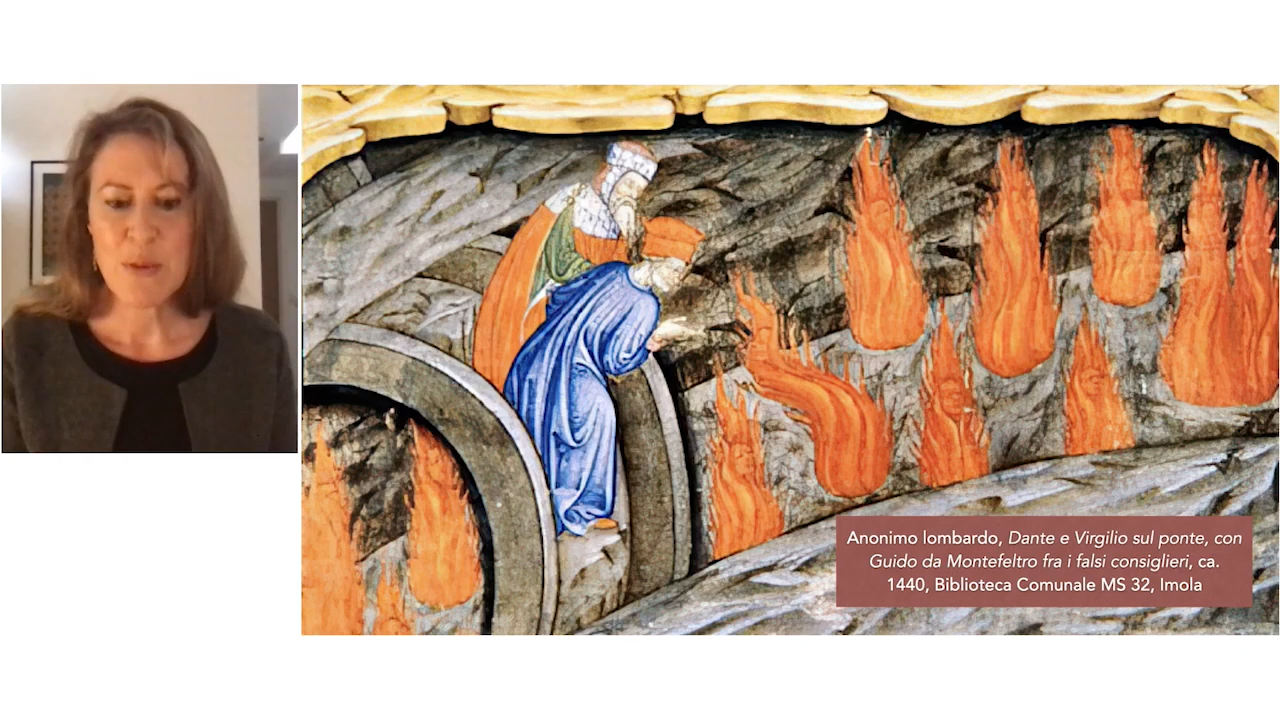 Anonimo lombardo, Dante e Virgilio sul ponte, con
Guido da Montefeltro fra i falsi consiglieri, ca.
1440, Biblioteca Comunale MS 32, Imola